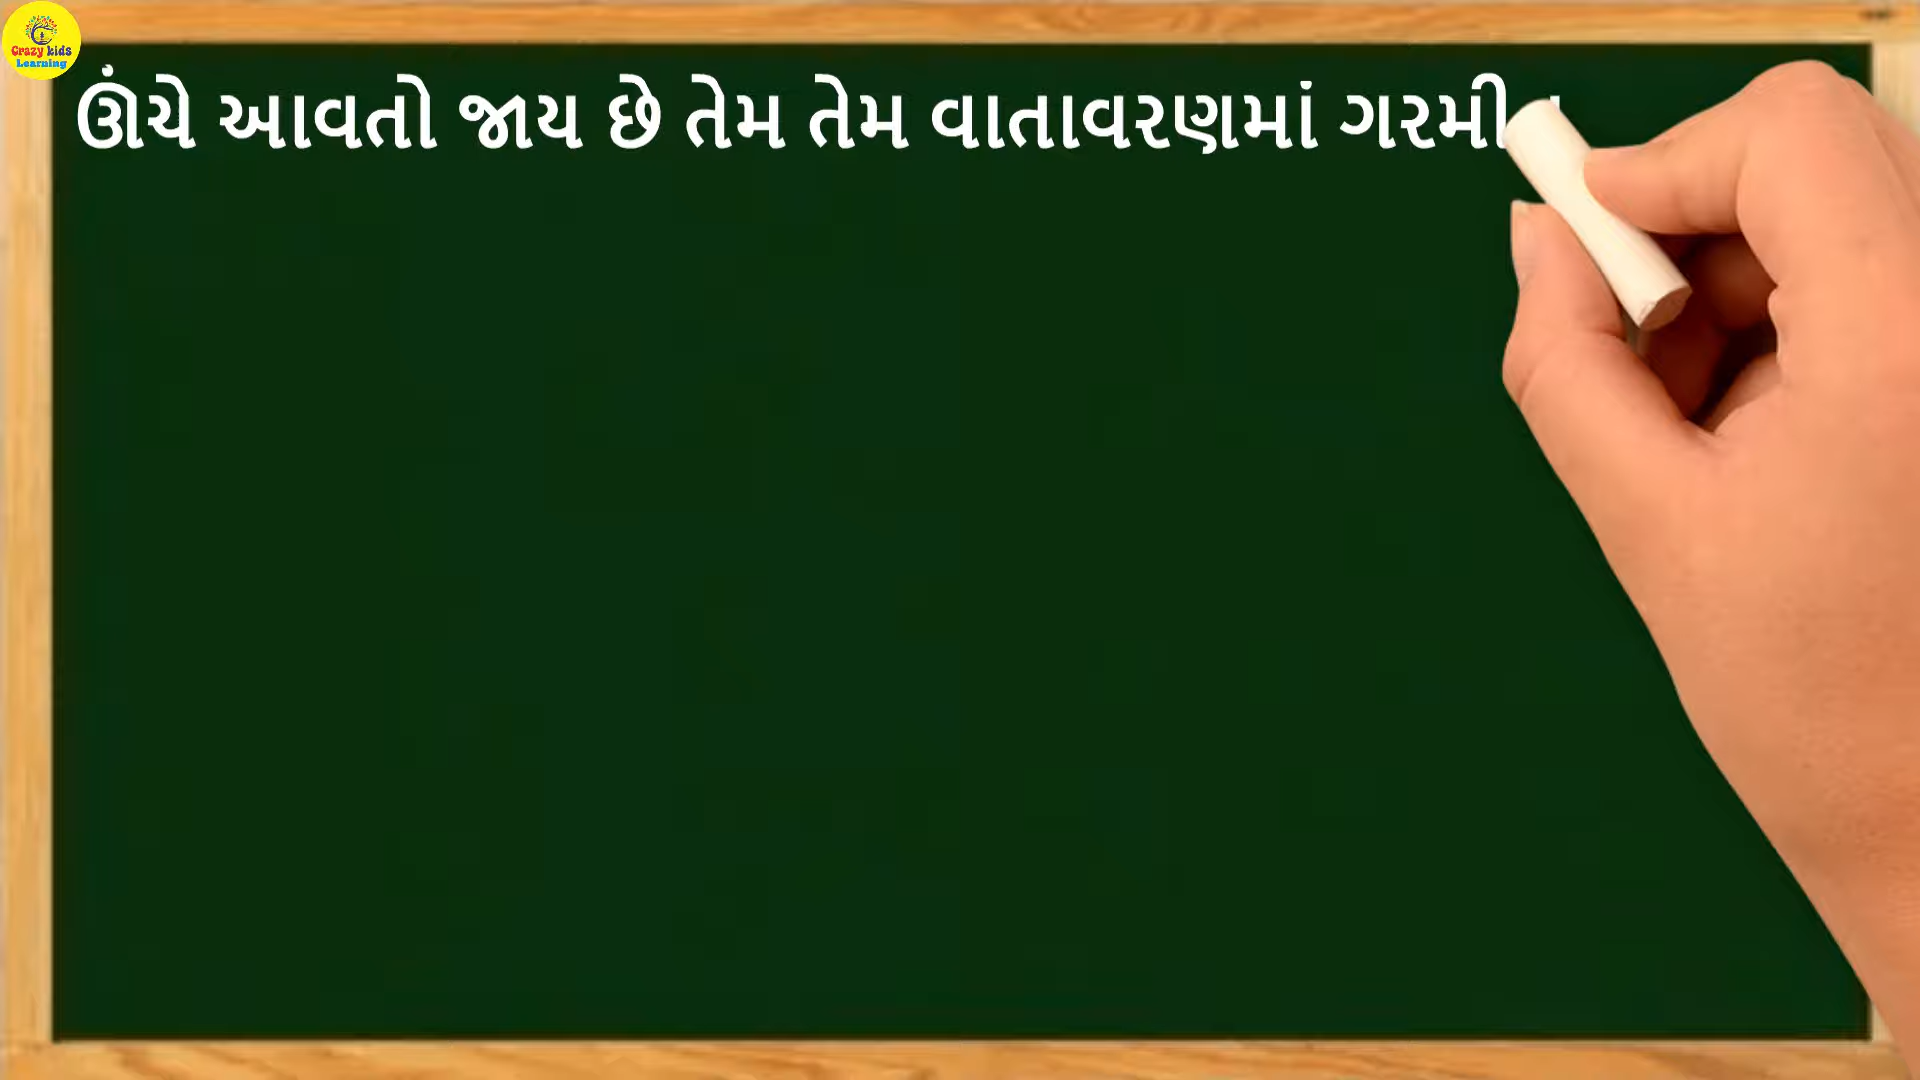 Crazy kids
Learning
ઊંચે આવતો જાય છે તેમ તેમ વાતાવરણમાં ગરમી